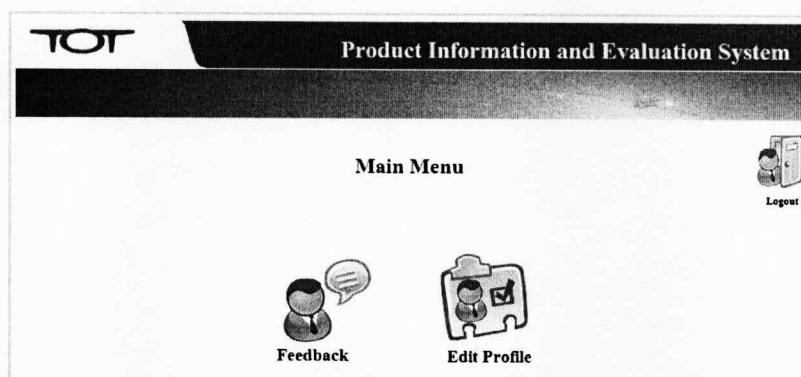 TOT
Product Information and Evaluation System
Main Menu
Logout
Feedback
Edit Profile